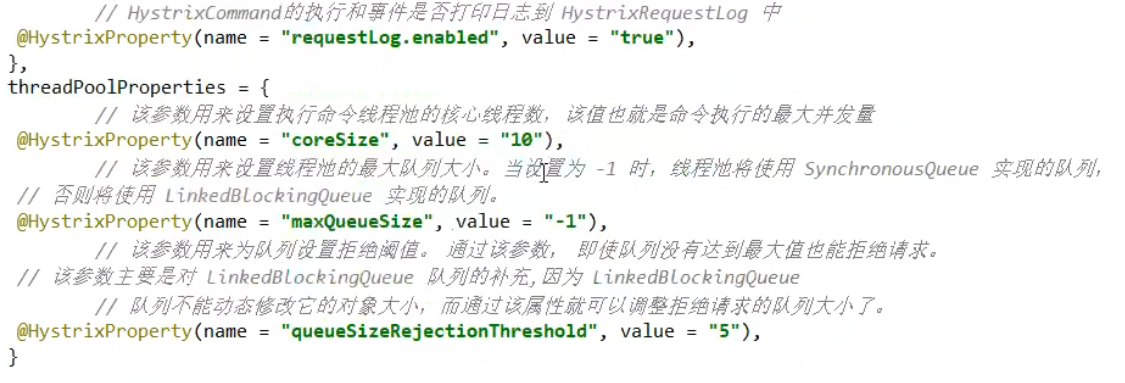 // HystrixCommand的执行和事件是否打印日志到 HystrixRequestLog 中
@HystrixProperty(name = "requestLog.enabled", value = "true"),
},
threadPoolProperties = {
// 该参数用来设置执行命令线程池的核心线程数，该值也就是命令执行的最大并发量
@HystrixProperty(name = "coreSize", value = "10"),
// 该参数用来设置线程池的最大队列大小。当设置为 -1 时，线程池将使用 SynchronousQueue 实现的队列，
// 否则将使用 LinkedBlockingQueue 实现的队列。
@HystrixProperty(name = "maxQueueSize", value = "-1"),
// 该参数用来为队列设置拒绝阈值。 通过该参数， 即使队列没有达到最大值也能拒绝请求。
// 该参数主要是对 LinkedBlockingQueue 队列的补充,因为 LinkedBlockingQueue
// 队列不能动态修改它的对象大小，而通过该属性就可以调整拒绝请求的队列大小了。
@HystrixProperty(name = "queueSizeRejectionThreshold", value = "5"),
}